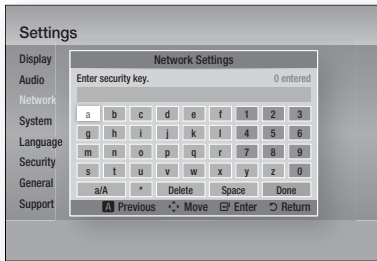 Settings
Display
Audio
Network
System
Language
Security
General
Support
Network Settings
Enter security key. 0 entered
a b c d e f 1 2 3
g h i j k l 4 5 6
m n o p q r 7 8 9
s t u v w x y z 0
a/A * Delete Space Done
A Previous Move Enter Return